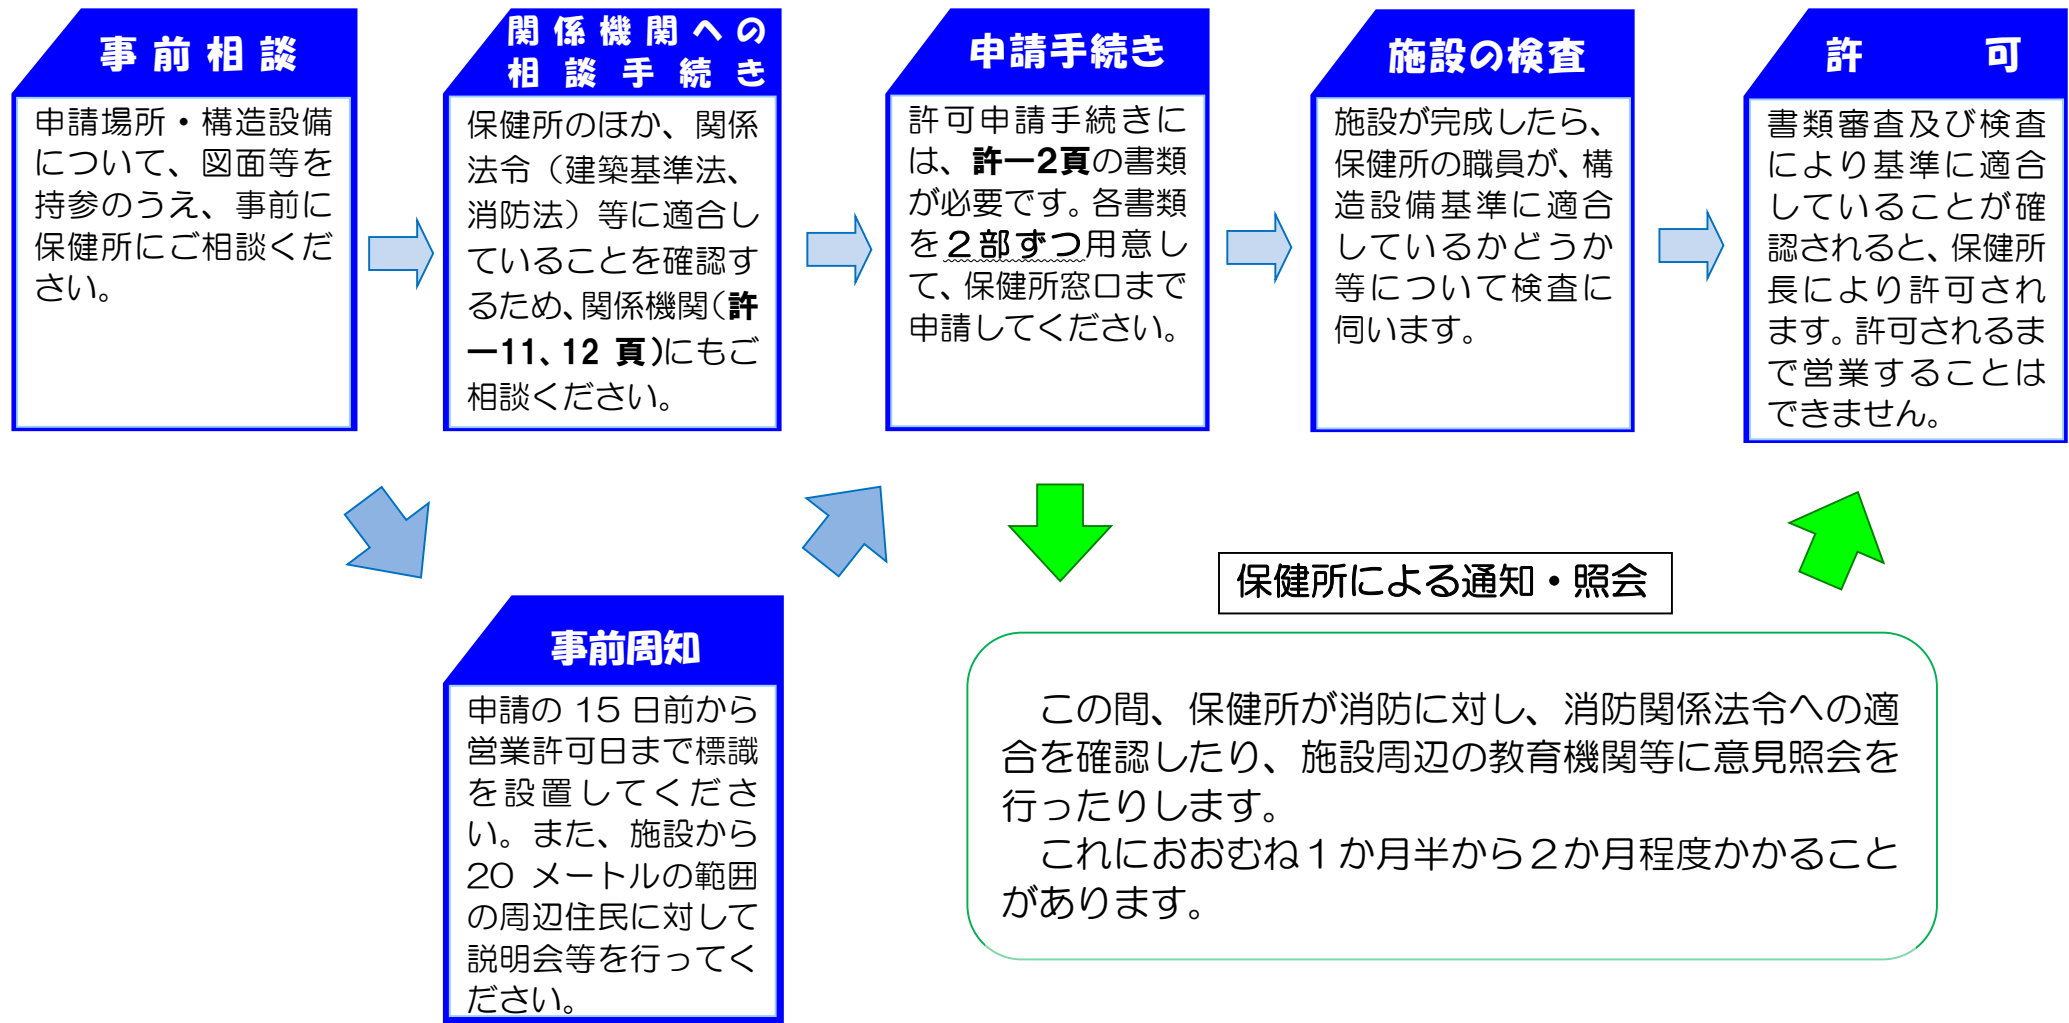 事前相談
申請場所・構造設備
について、図面等を
持参のうえ、事前に
保健所にご相談くだ
さい。
関係機関への
相談手続き
保健所のほか、関係
法令（建築基準法、
消防法）等に適合し
ていることを確認す
るため、関係機関（許
ー11、12 頁)にもご
相談ください。
申請手続き
許可申請手続きに
は、許ー2頁の書類
が必要です。各書類
を２部ずつ用意し
て、保健所窓口まで
申請してください。
施設の検査
施設が完成したら、
保健所の職員が、構
造設備基準に適合
しているかどうか
等について検査に
伺います。
許可
書類審査及び検査
により基準に適合
していることが確
認されると、保健所
長により許可され
ます。許可されるま
で営業することは
できません。
事前周知
申請の 15 日前から
営業許可日まで標識
を設置してくださ
い。また、施設から
20 メートルの範囲
の周辺住民に対して
説明会等を行ってく
ださい。
保健所による通知・照会
この間、保健所が消防に対し、消防関係法令への適
合を確認したり、施設周辺の教育機関等に意見照会を
行ったりします。
これにおおむね１か月半から２か月程度かかること
があります。